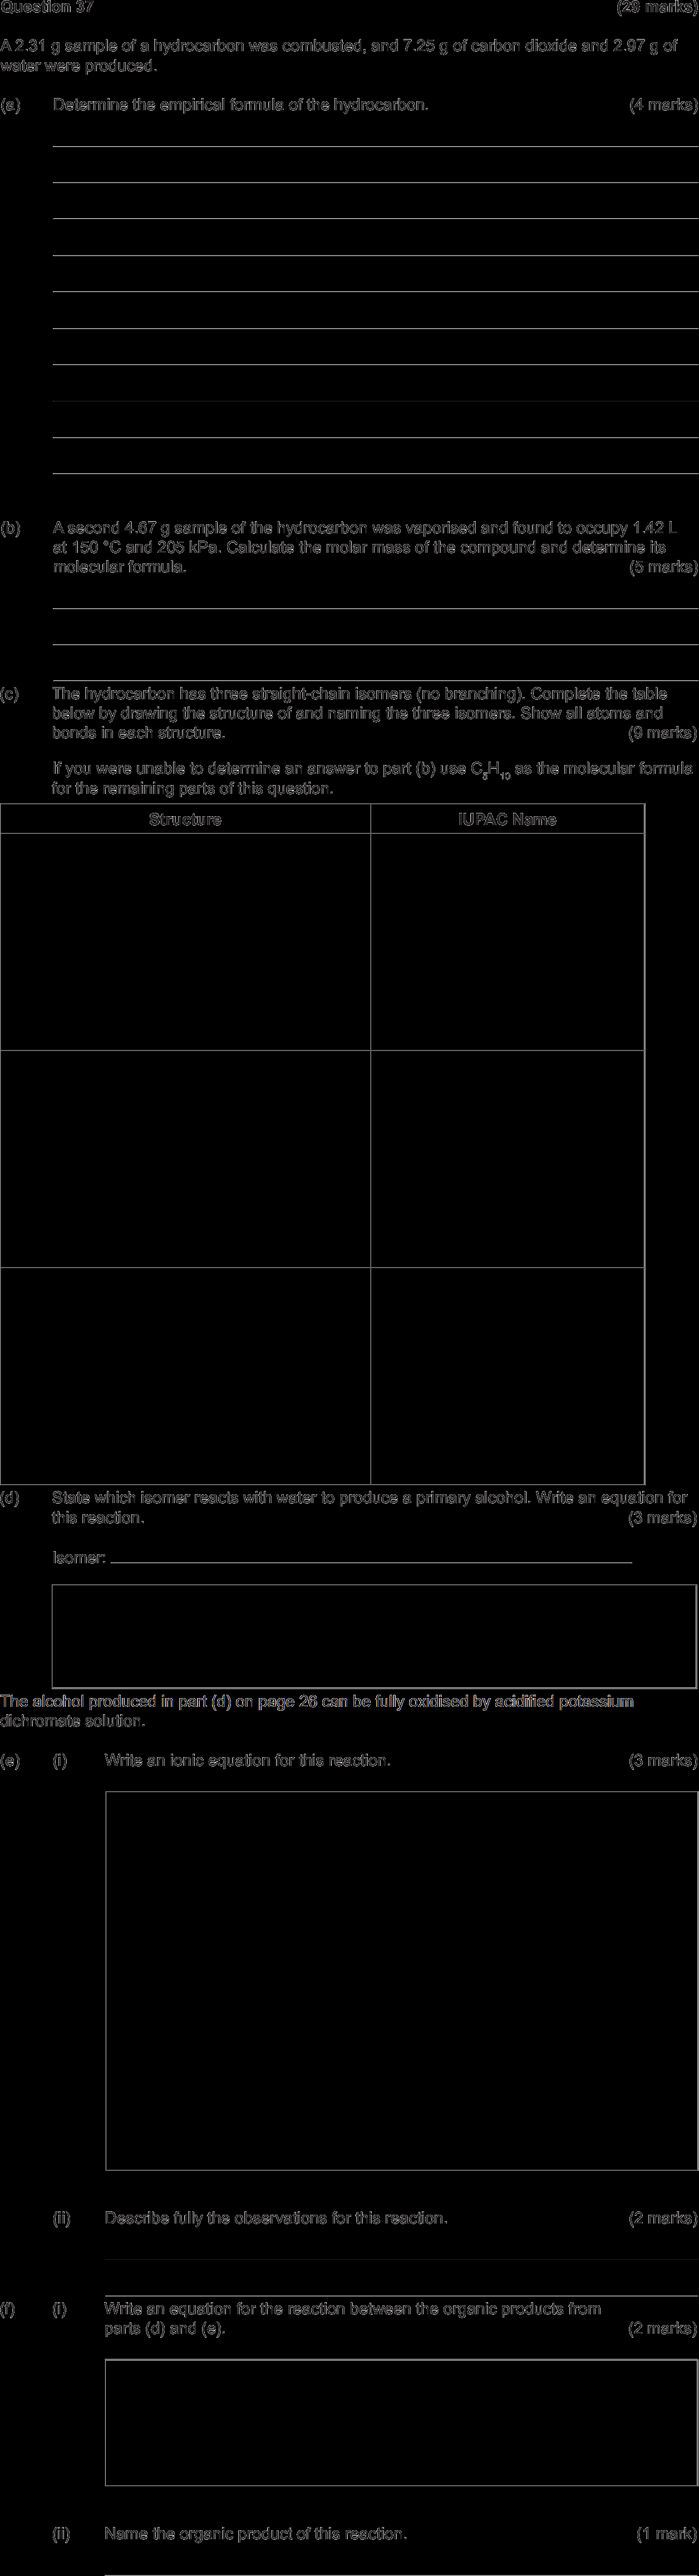 Question 37 (29 marks)
A 2.31 g sample of a hydrocarbon was combusted, and 7.25 g of carbon dioxide and 2.97 g of
water were produced.
(a) Determine the empirical formula of the hydrocarbon. (4 marks)
(b) A second 4.67 g sample of the hydrocarbon was vaporised and found to occupy 1.42 L
at 150 °C and 205 kPa. Calculate the molar mass of the compound and determine its
molecular formula. (5 marks)
(c) The hydrocarbon has three straight-chain isomers (no branching). Complete the table
below by drawing the structure of and naming the three isomers. Show all atoms and
bonds in each structure. (9 marks)
If you were unable to determine an answer to part (b) use C₅H₁₀ as the molecular formula
for the remaining parts of this question.
Structure IUPAC Name
(d) State which isomer reacts with water to produce a primary alcohol. Write an equation for
this reaction. (3 marks)
Isomer:
The alcohol produced in part (d) on page 26 can be fully oxidised by acidified potassium
dichromate solution.
(e) (i) Write an ionic equation for this reaction. (3 marks)
(ii) Describe fully the observations for this reaction. (2 marks)
(f) (i) Write an equation for the reaction between the organic products from
parts (d) and (e). (2 marks)
(ii) Name the organic product of this reaction. (1 mark)